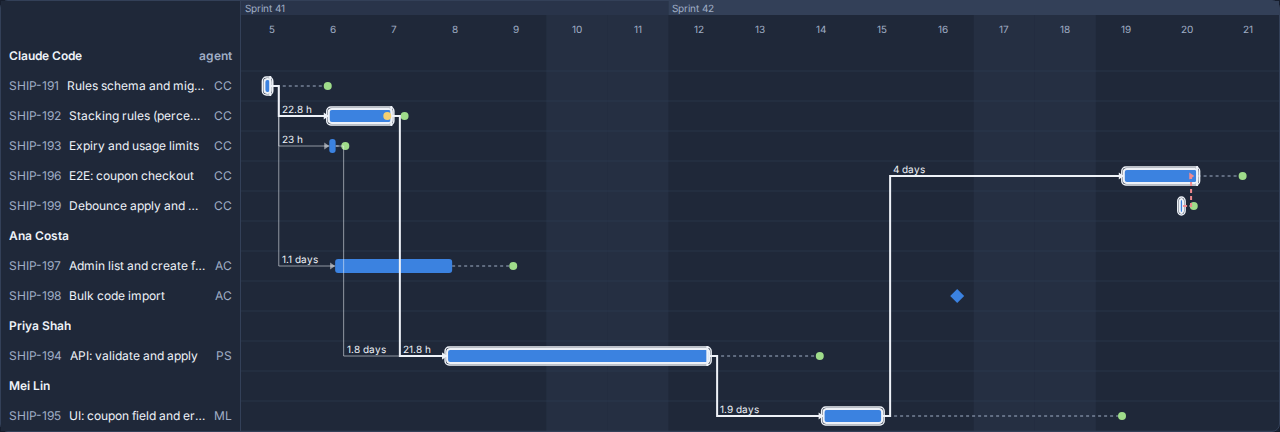 Sprint 41 Sprint 42
5 6 7 8 9 10 11 12 13 14 15 16 17 18 19 20 21
Claude Code agent
SHIP-191 Rules schema and mig... CC
SHIP-192 Stacking rules (perce... CC 22.8 h
SHIP-193 Expiry and usage limits CC 23 h
SHIP-196 E2E: coupon checkout CC 4 days
SHIP-199 Debounce apply and ... CC
Ana Costa
SHIP-197 Admin list and create f... AC 1.1 days
SHIP-198 Bulk code import AC
Priya Shah
SHIP-194 API: validate and apply PS 1.8 days 21.8 h
Mei Lin
SHIP-195 UI: coupon field and er... ML 1.9 days